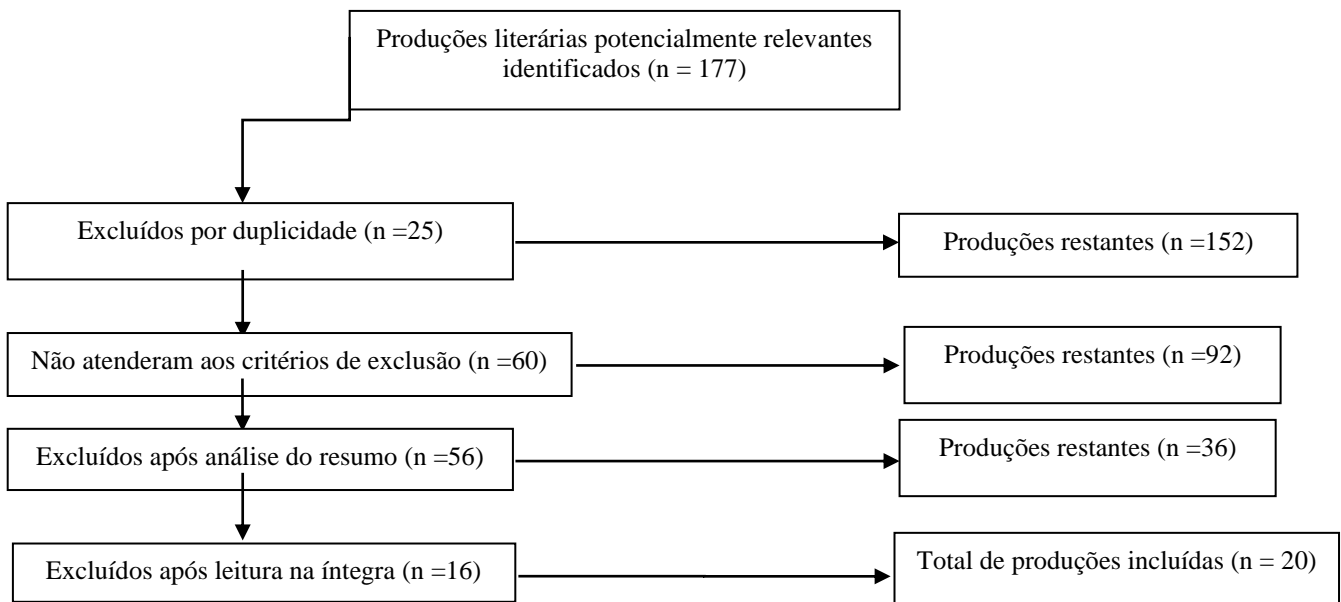 Produções literárias potencialmente relevantes
identificados (n = 177)
Excluídos por duplicidade (n =25)
Produções restantes (n =152)
Não atenderam aos critérios de exclusão (n =60)
Produções restantes (n =92)
Excluídos após análise do resumo (n =56)
Produções restantes (n =36)
Excluídos após leitura na íntegra (n =16)
Total de produções incluídas (n = 20)